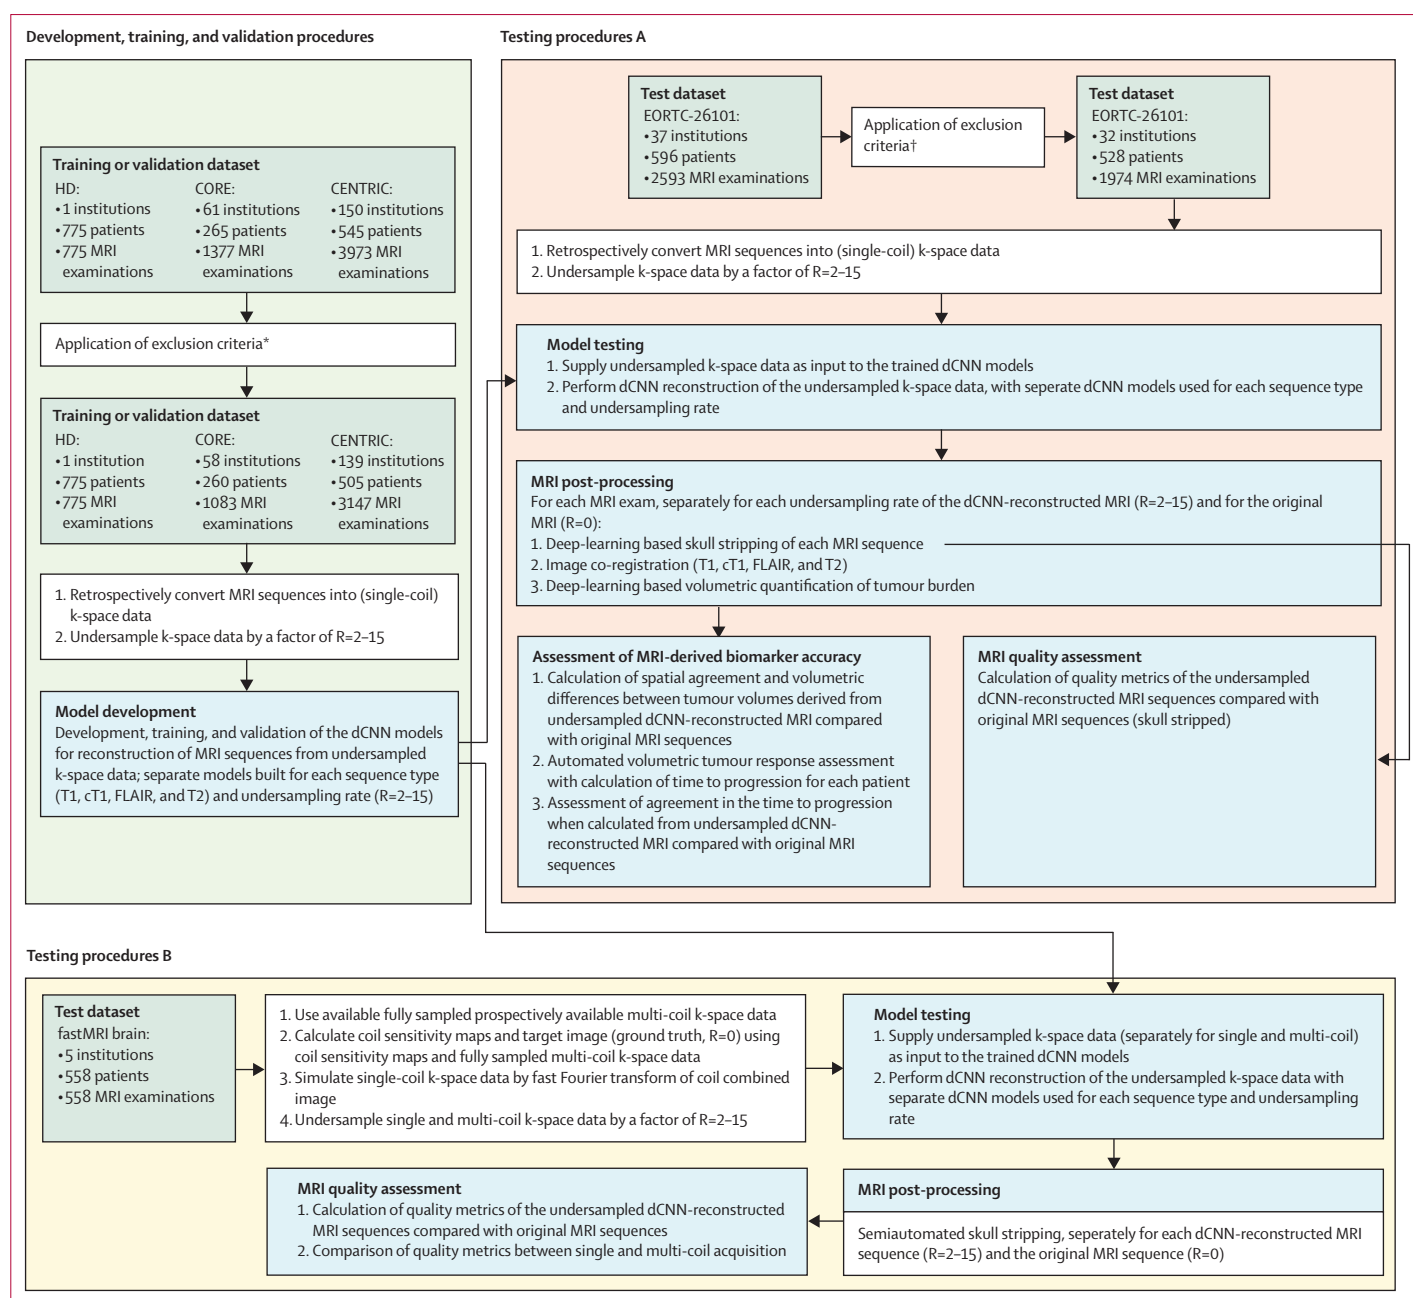 Development, training, and validation procedures
Training or validation dataset
HD:
•1 institutions
•775 patients
•775 MRI
examinations
CORE:
•61 institutions
•265 patients
•1377 MRI
examinations
CENTRIC:
•150 institutions
•545 patients
•3973 MRI
examinations
Application of exclusion criteria*
Training or validation dataset
HD:
•1 institution
•775 patients
•775 MRI
examinations
CORE:
•58 institutions
•260 patients
•1083 MRI
examinations
CENTRIC:
•139 institutions
•505 patients
•3147 MRI
examinations
1. Retrospectively convert MRI sequences into (single-coil)
k-space data
2. Undersample k-space data by a factor of R=2–15
Model development
Development, training, and validation of the dCNN models
for reconstruction of MRI sequences from undersampled
k-space data; separate models built for each sequence type
(T1, cT1, FLAIR, and T2) and undersampling rate (R=2–15)
Testing procedures A
Test dataset
EORTC-26101:
•37 institutions
•596 patients
•2593 MRI examinations
Application of exclusion
criteria†
Test dataset
EORTC-26101:
•32 institutions
•528 patients
•1974 MRI examinations
1. Retrospectively convert MRI sequences into (single-coil) k-space data
2. Undersample k-space data by a factor of R=2–15
Model testing
1. Supply undersampled k-space data as input to the trained dCNN models
2. Perform dCNN reconstruction of the undersampled k-space data, with seperate dCNN models used for each sequence type
and undersampling rate
MRI post-processing
For each MRI exam, separately for each undersampling rate of the dCNN-reconstructed MRI (R=2–15) and for the original
MRI (R=0):
1. Deep-learning based skull stripping of each MRI sequence
2. Image co-registration (T1, cT1, FLAIR, and T2)
3. Deep-learning based volumetric quantification of tumour burden
Assessment of MRI-derived biomarker accuracy
1. Calculation of spatial agreement and volumetric
differences between tumour volumes derived from
undersampled dCNN-reconstructed MRI compared
with original MRI sequences
2. Automated volumetric tumour response assessment
with calculation of time to progression for each patient
3. Assessment of agreement in the time to progression
when calculated from undersampled dCNN-
reconstructed MRI compared with original MRI
sequences
MRI quality assessment
Calculation of quality metrics of the undersampled
dCNN-reconstructed MRI sequences compared with
original MRI sequences (skull stripped)
Testing procedures B
Test dataset
fastMRI brain:
•5 institutions
•558 patients
•558 MRI examinations
1. Use available fully sampled prospectively available multi-coil k-space data
2. Calculate coil sensitivity maps and target image (ground truth, R=0) using
coil sensitivity maps and fully sampled multi-coil k-space data
3. Simulate single-coil k-space data by fast Fourier transform of coil combined
image
4. Undersample single and multi-coil k-space data by a factor of R=2–15
Model testing
1. Supply undersampled k-space data (separately for single and multi-coil)
as input to the trained dCNN models
2. Perform dCNN reconstruction of the undersampled k-space data with
separate dCNN models used for each sequence type and undersampling
rate
MRI post-processing
Semiautomated skull stripping, seperately for each dCNN-reconstructed MRI
sequence (R=2–15) and the original MRI sequence (R=0)
MRI quality assessment
1. Calculation of quality metrics of the undersampled dCNN-reconstructed
MRI sequences compared with original MRI sequences
2. Comparison of quality metrics between single and multi-coil acquisition